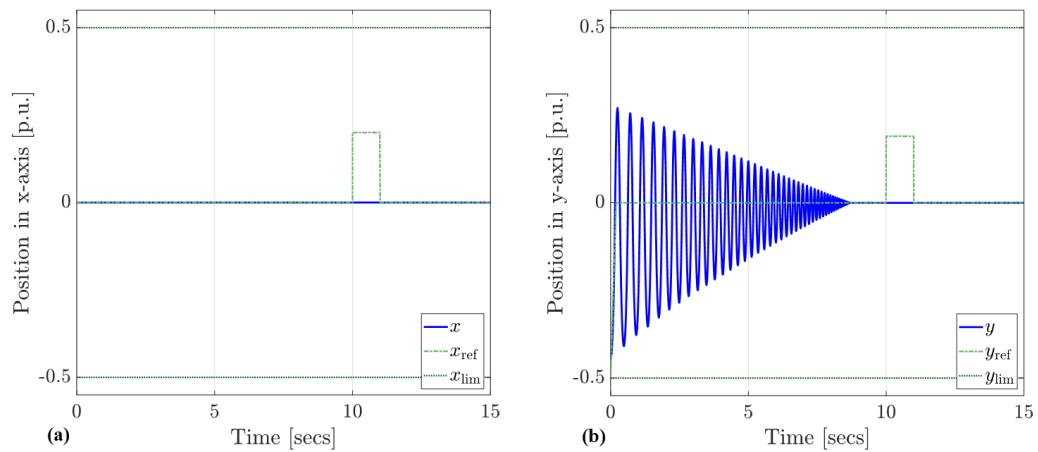 0.5
0
-0.5
Position in x-axis [p.u.]
x
x_ref
x_lim
0 5 10 15
Time [secs]
(a)
0.5
0
-0.5
Position in y-axis [p.u.]
y
y_ref
y_lim
0 5 10 15
Time [secs]
(b)